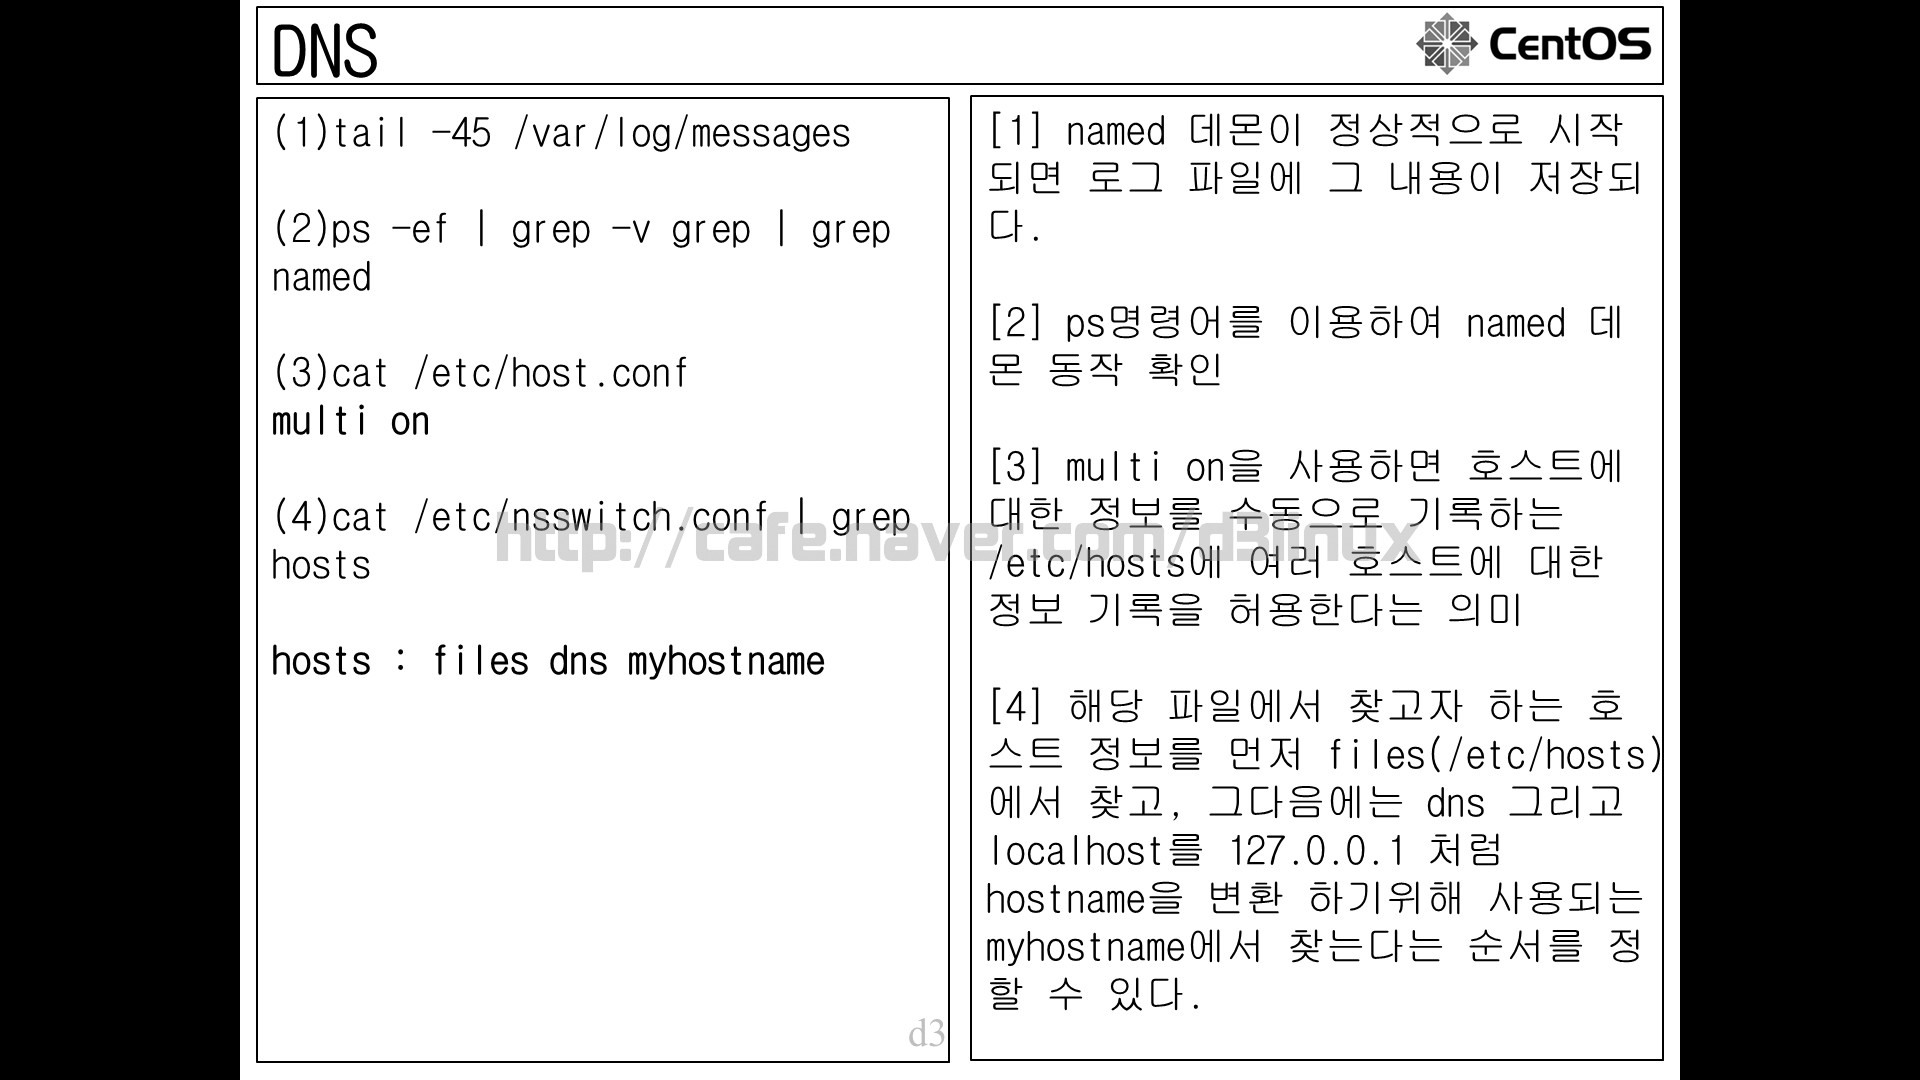 DNS
CentOS
(1)tail -45 /var/log/messages
(2)ps -ef | grep -v grep | grep
named
(3)cat /etc/host.conf
multi on
(4)cat /etc/nsswitch.conf | grep
hosts
hosts : files dns myhostname
d3
[1] named 데몬이 정상적으로 시작
되면 로그 파일에 그 내용이 저장되
다.
[2] ps명령어를 이용하여 named 데
몬 동작 확인
[3] multi on을 사용하면 호스트에
대한 정보를 수동으로 기록하는
/etc/hosts에 여러 호스트에 대한
정보 기록을 허용한다는 의미
[4] 해당 파일에서 찾고자 하는 호
스트 정보를 먼저 files(/etc/hosts)
에서 찾고, 그다음에는 dns 그리고
localhost를 127.0.0.1 처럼
hostname을 변환 하기위해 사용되는
myhostname에서 찾는다는 순서를 정
할 수 있다.
http://cafe.naver.com/d3linux